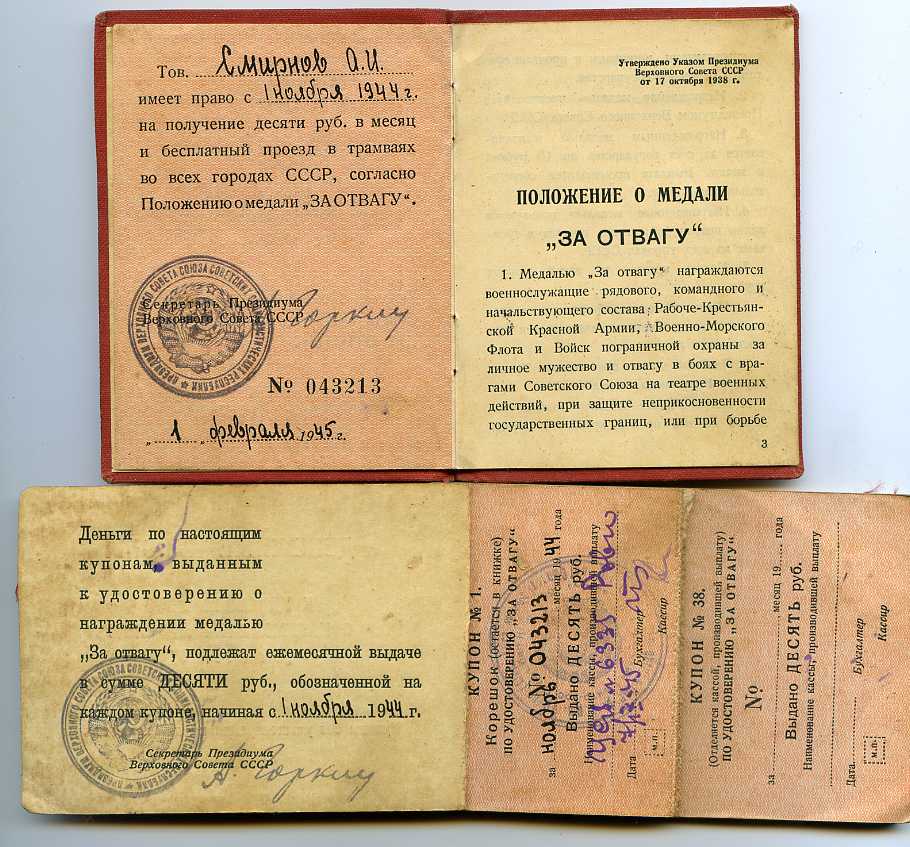 Тов. Смирнов А.И.
имеет право с 1 ноября 1944 г.
на получение десяти руб. в месяц
и бесплатный проезд в трамваях
во всех городах СССР, согласно
Положению о медали „ЗА ОТВАГУ“.
Секретарь Президиума
Верховного Совета СССР
А. Горкин
№ 043213
„ 1 „ февраля 1945 г.
Утверждено Указом Президиума
Верховного Совета СССР
от 17 октября 1938 г.
ПОЛОЖЕНИЕ О МЕДАЛИ
„ЗА ОТВАГУ“
1. Медалью „За отвагу“ награждаются
военнослужащие рядового, командного и
начальствующего состава Рабоче-Крестьян-
ской Красной Армии, Военно-Морского
Флота и Войск пограничной охраны за
личное мужество и отвагу в боях с вра-
гами Советского Союза на театре военных
действий, при защите неприкосновенности
государственных границ, или при борьбе
3
Деньги по настоящим
купонам, выданным
к удостоверению о
награждении медалью
„За отвагу“, подлежат ежемесячной выдаче
в сумме ДЕСЯТИ руб., обозначенной на
каждом купоне, начиная с 1 ноября 1944 г.
Секретарь Президиума
Верховного Совета СССР
А. Горкин
КУПОН № 1.
Корешок (остается в книжке)
по УДОСТОВЕРЕНИЮ „ЗА ОТВАГУ“
№ 043213
за ноябрь месяц 1944 года
Выдано ДЕСЯТЬ руб.
Наименование кассы, производившей выплату
Бухгалтер
Кассир
М.П.
КУПОН № 38.
(Отделяется кассой, производившей выплату)
ПО УДОСТОВЕРЕНИЮ „ЗА ОТВАГУ“
№
за месяц 19 года
Выдано ДЕСЯТЬ руб.
Наименование кассы, производившей выплату
Бухгалтер
Дата Кассир
М.П.